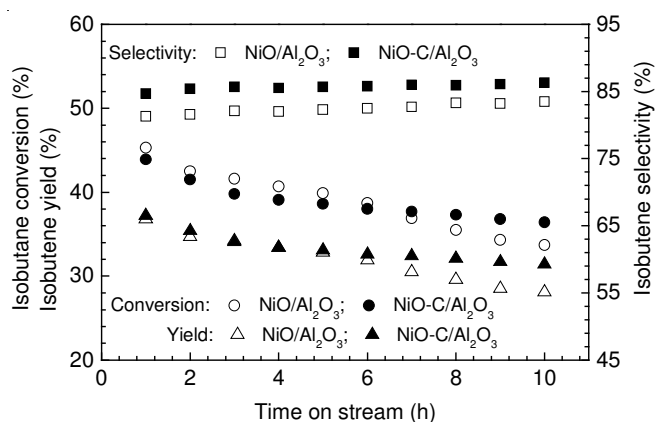 Selectivity: □ NiO/Al₂O₃; ■ NiO-C/Al₂O₃
Conversion: ○ NiO/Al₂O₃; ● NiO-C/Al₂O₃
Yield: △ NiO/Al₂O₃; ▲ NiO-C/Al₂O₃
Isobutane conversion (%)
Isobutene yield (%)
60
50
40
30
20
95
85
75
65
55
45
Isobutene selectivity (%)
0 2 4 6 8 10
Time on stream (h)